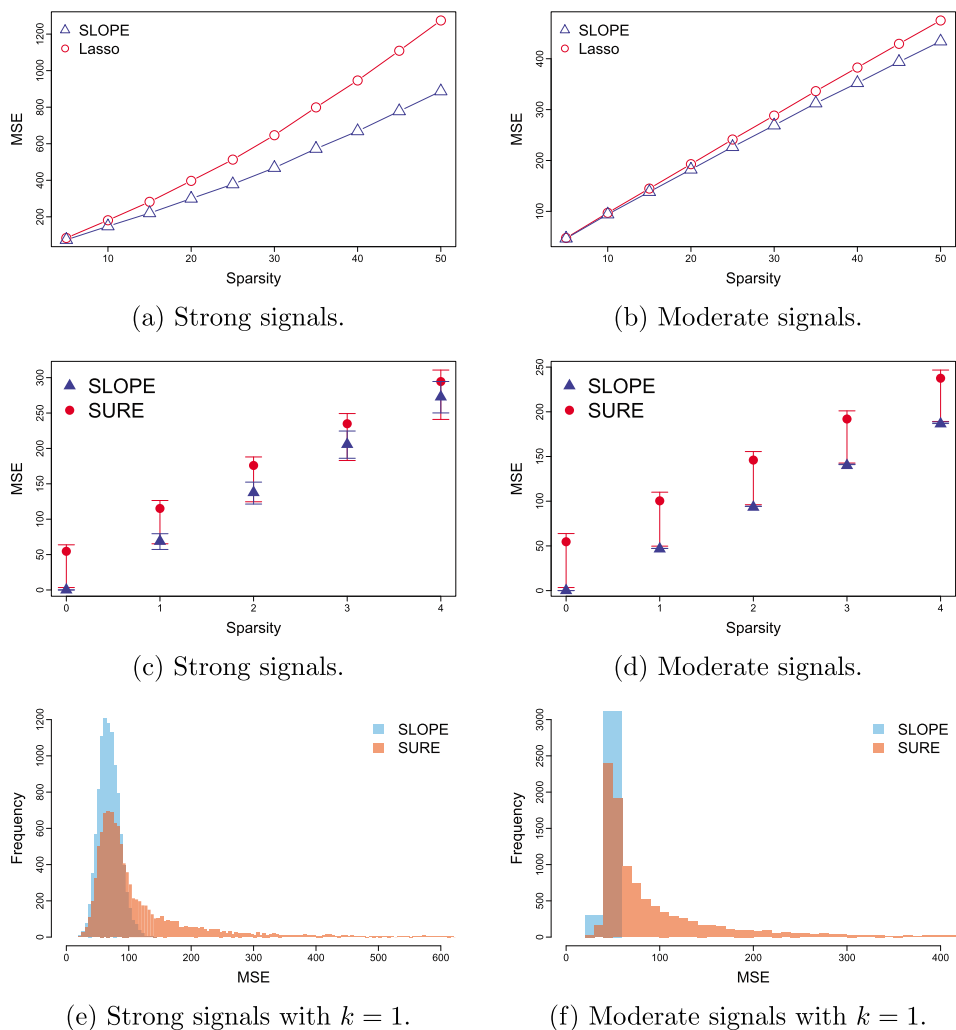 SLOPE
Lasso
MSE
200 400 600 800 1000 1200
10 20 30 40 50
Sparsity
(a) Strong signals.
SLOPE
Lasso
MSE
100 200 300 400
10 20 30 40 50
Sparsity
(b) Moderate signals.
SLOPE
SURE
MSE
0 50 100 150 200 250 300
0 1 2 3 4
Sparsity
(c) Strong signals.
SLOPE
SURE
MSE
0 50 100 150 200 250
0 1 2 3 4
Sparsity
(d) Moderate signals.
SLOPE
SURE
Frequency
0 200 400 600 800 1000 1200
0 100 200 300 400 500 600
MSE
(e) Strong signals with k = 1.
SLOPE
SURE
Frequency
0 500 1000 1500 2000 2500 3000
0 100 200 300 400
MSE
(f) Moderate signals with k = 1.